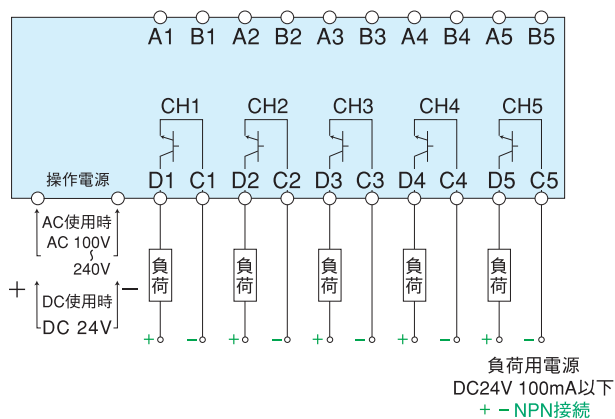 A1 B1 A2 B2 A3 B3 A4 B4 A5 B5
CH1 CH2 CH3 CH4 CH5
操作電源 D1 C1 D2 C2 D3 C3 D4 C4 D5 C5
AC使用時
AC 100V
〜
240V
負荷 負荷 負荷 負荷 負荷
+ DC使用時 −
DC 24V
+ − + − + − + − + −
負荷用電源
DC24V 100mA以下
+ − NPN接続